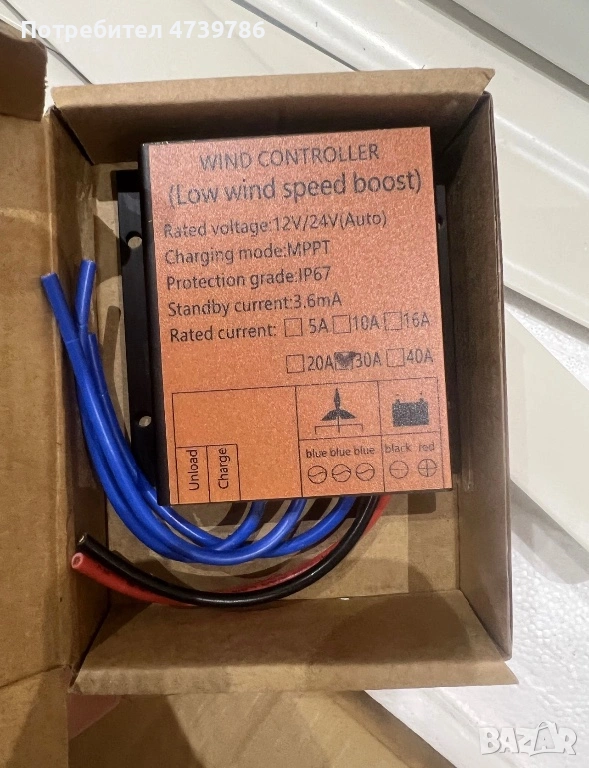 Потребител 4739786
WIND CONTROLLER
(Low wind speed boost)
Rated voltage:12V/24V(Auto)
Charging mode:MPPT
Protection grade:IP67
Standby current:3.6mA
Rated current: 5A 10A 16A
20A 30A 40A
Unload
Charge
blue blue blue
black red
BAZAR